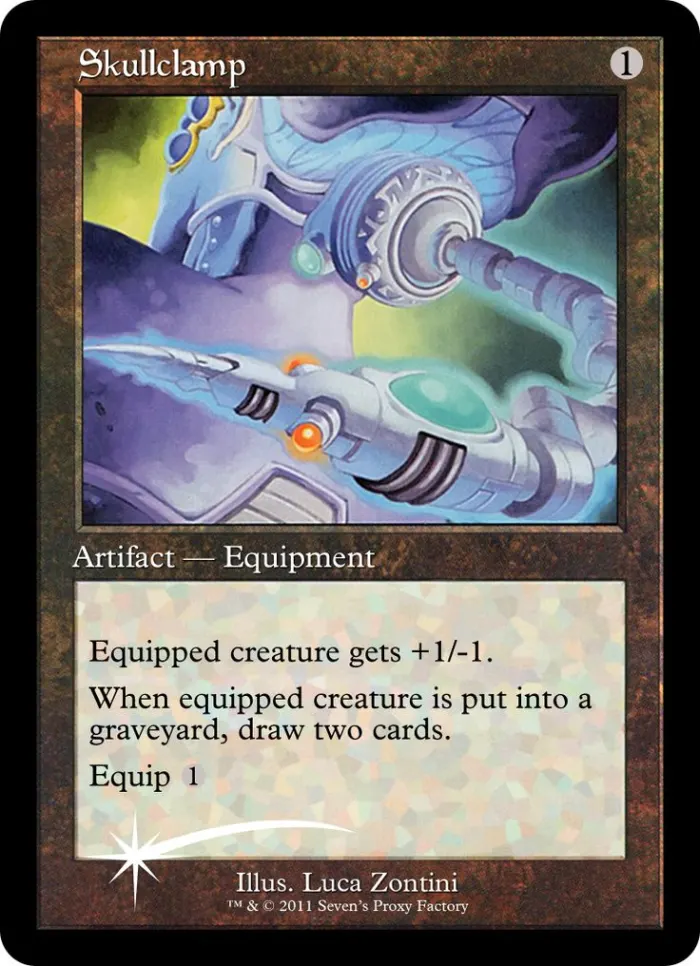 Skullclamp 1
Artifact — Equipment
Equipped creature gets +1/-1.
When equipped creature is put into a
graveyard, draw two cards.
Equip 1
Illus. Luca Zontini
™ & © 2011 Seven's Proxy Factory